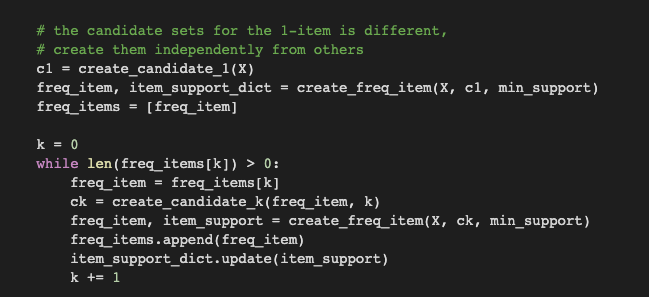 # the candidate sets for the 1-item is different,
# create them independently from others
c1 = create_candidate_1(X)
freq_item, item_support_dict = create_freq_item(X, c1, min_support)
freq_items = [freq_item]

k = 0
while len(freq_items[k]) > 0:
    freq_item = freq_items[k]
    ck = create_candidate_k(freq_item, k)
    freq_item, item_support = create_freq_item(X, ck, min_support)
    freq_items.append(freq_item)
    item_support_dict.update(item_support)
    k += 1